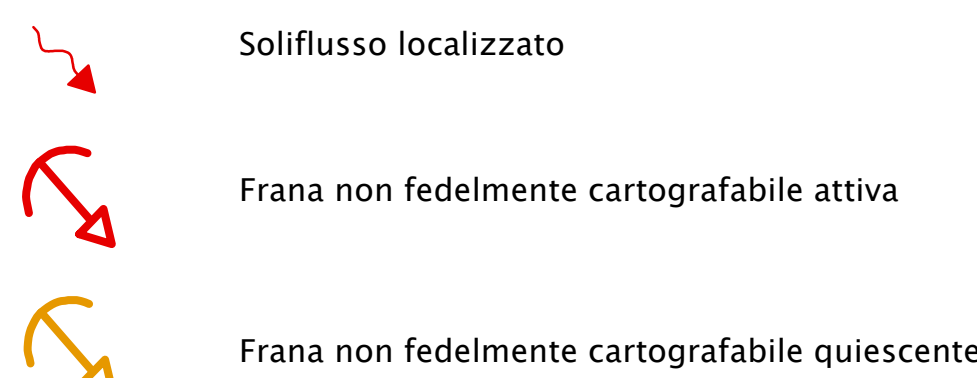 Soliflusso localizzato
Frana non fedelmente cartografabile attiva
Frana non fedelmente cartografabile quiescente